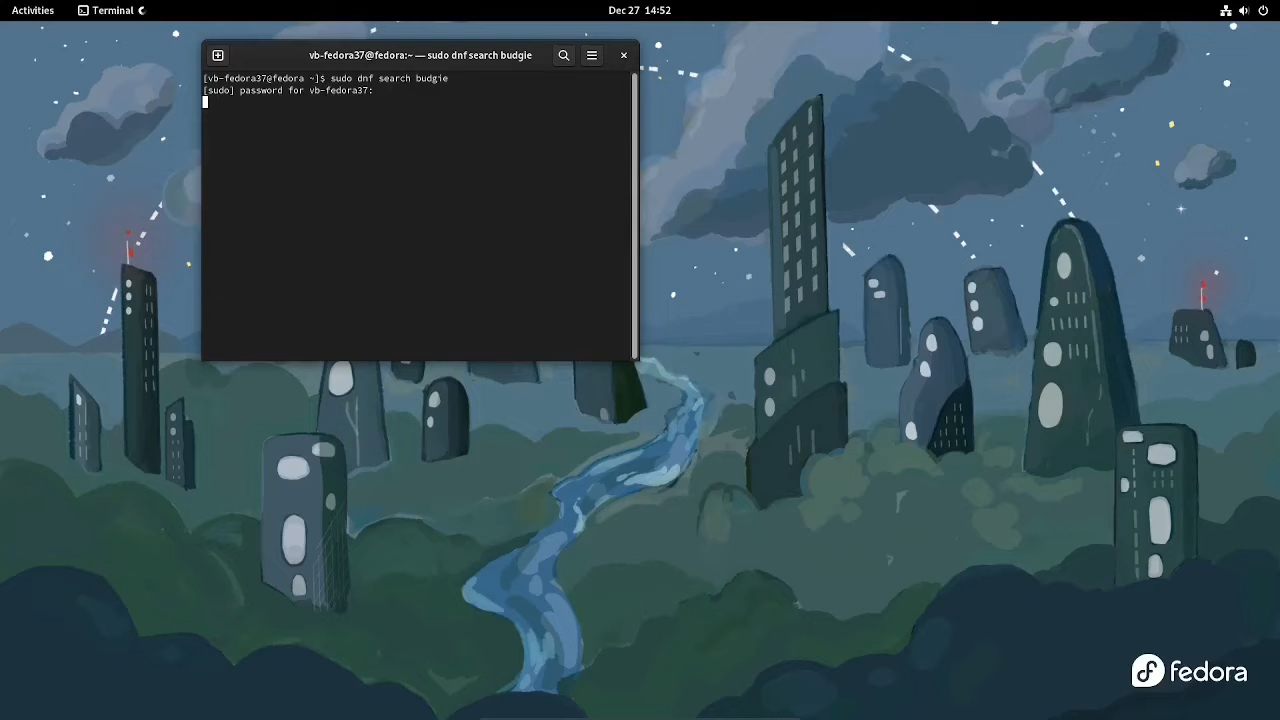 Activities
Terminal
Dec 27 14:52
vb-fedora37@fedora:~ — sudo dnf search budgie
[vb-fedora37@fedora ~]$ sudo dnf search budgie
[sudo] password for vb-fedora37:
fedora